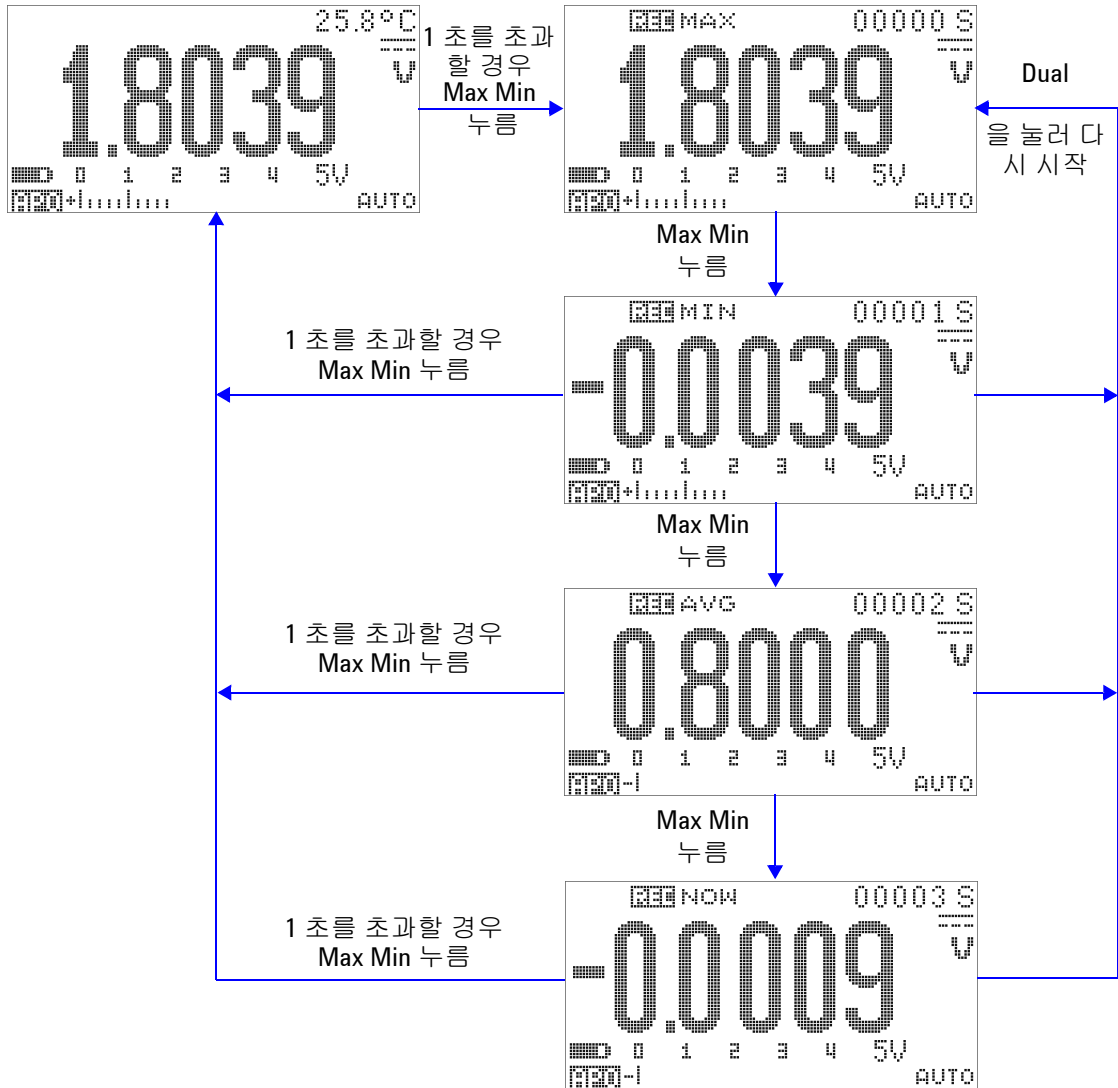 25.8°C
1.8039
V
0 1 2 3 4 5V
APO
AUTO
1 초를 초과
할 경우
Max Min
누름
REC MAX 00000 S
1.8039
V
0 1 2 3 4 5V
APO
AUTO
Dual
을 눌러 다
시 시작
Max Min
누름
REC MIN 00001 S
-0.0039
V
0 1 2 3 4 5V
APO
AUTO
1 초를 초과할 경우
Max Min 누름
Max Min
누름
REC AVG 00002 S
0.8000
V
0 1 2 3 4 5V
APO
AUTO
1 초를 초과할 경우
Max Min 누름
Max Min
누름
REC NOW 00003 S
-0.0009
V
0 1 2 3 4 5V
APO
AUTO
1 초를 초과할 경우
Max Min 누름